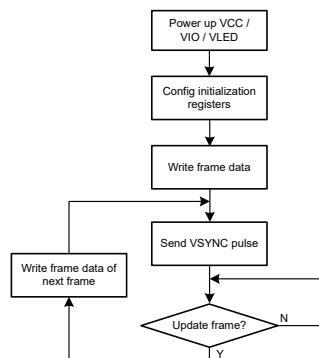 Power up VCC /
VIO / VLED
Config initialization
registers
Write frame data
Send VSYNC pulse
Write frame data of
next frame
Update frame?
N
Y